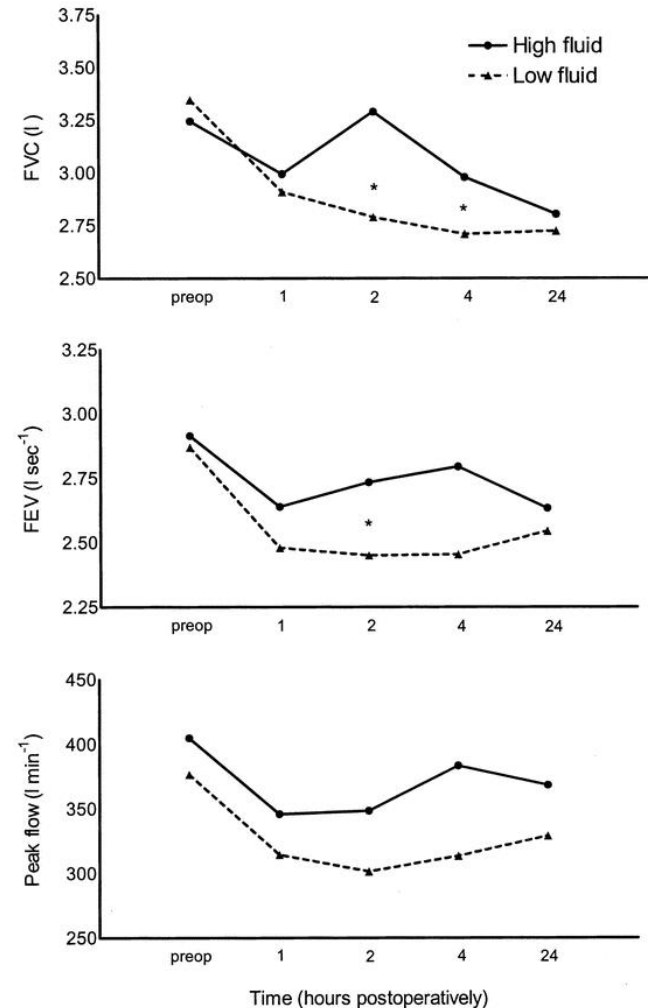 3.75
3.50
3.25
3.00
2.75
2.50
FVC (l)
High fluid
Low fluid
*
*
preop 1 2 4 24
3.25
3.00
2.75
2.50
2.25
FEV (l sec⁻¹)
*
preop 1 2 4 24
450
400
350
300
250
Peak flow (l min⁻¹)
preop 1 2 4 24
Time (hours postoperatively)